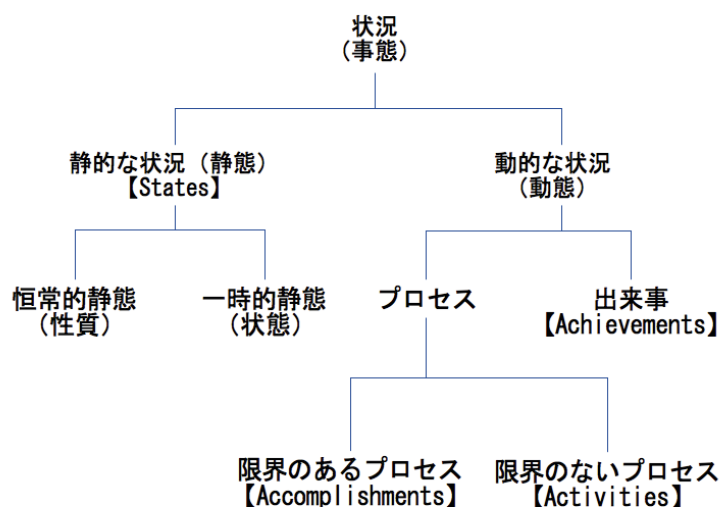 状況
(事態)
静的な状況(静態)
【States】
動的な状況
(動態)
恒常的静態
(性質)
一時的静態
(状態)
プロセス
出来事
【Achievements】
限界のあるプロセス
【Accomplishments】
限界のないプロセス
【Activities】